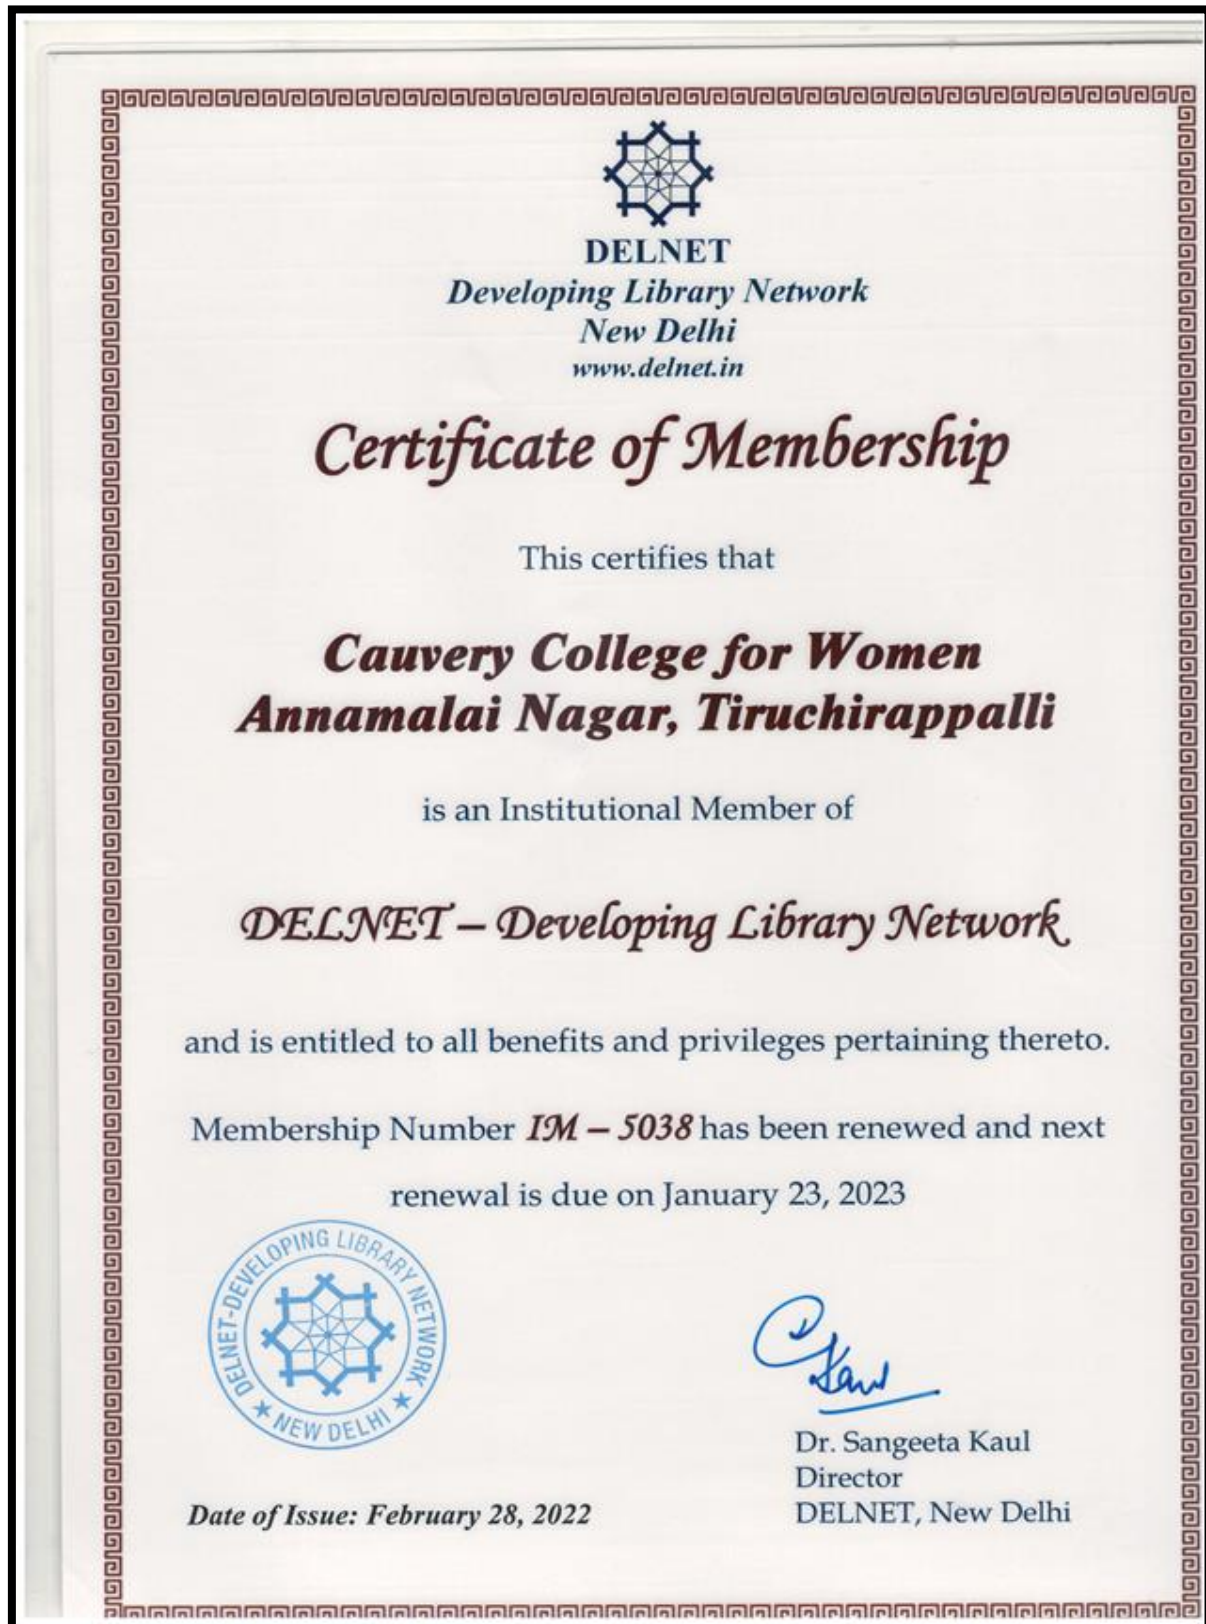 DELNET
Developing Library Network
New Delhi
www.delnet.in
Certificate of Membership
This certifies that
Cauvery College for Women
Annamalai Nagar, Tiruchirappalli
is an Institutional Member of
DELNET – Developing Library Network
and is entitled to all benefits and privileges pertaining thereto.
Membership Number IM – 5038 has been renewed and next
renewal is due on January 23, 2023
DELNET-DEVELOPING LIBRARY NETWORK
★ NEW DELHI ★
Kaul
Dr. Sangeeta Kaul
Director
DELNET, New Delhi
Date of Issue: February 28, 2022